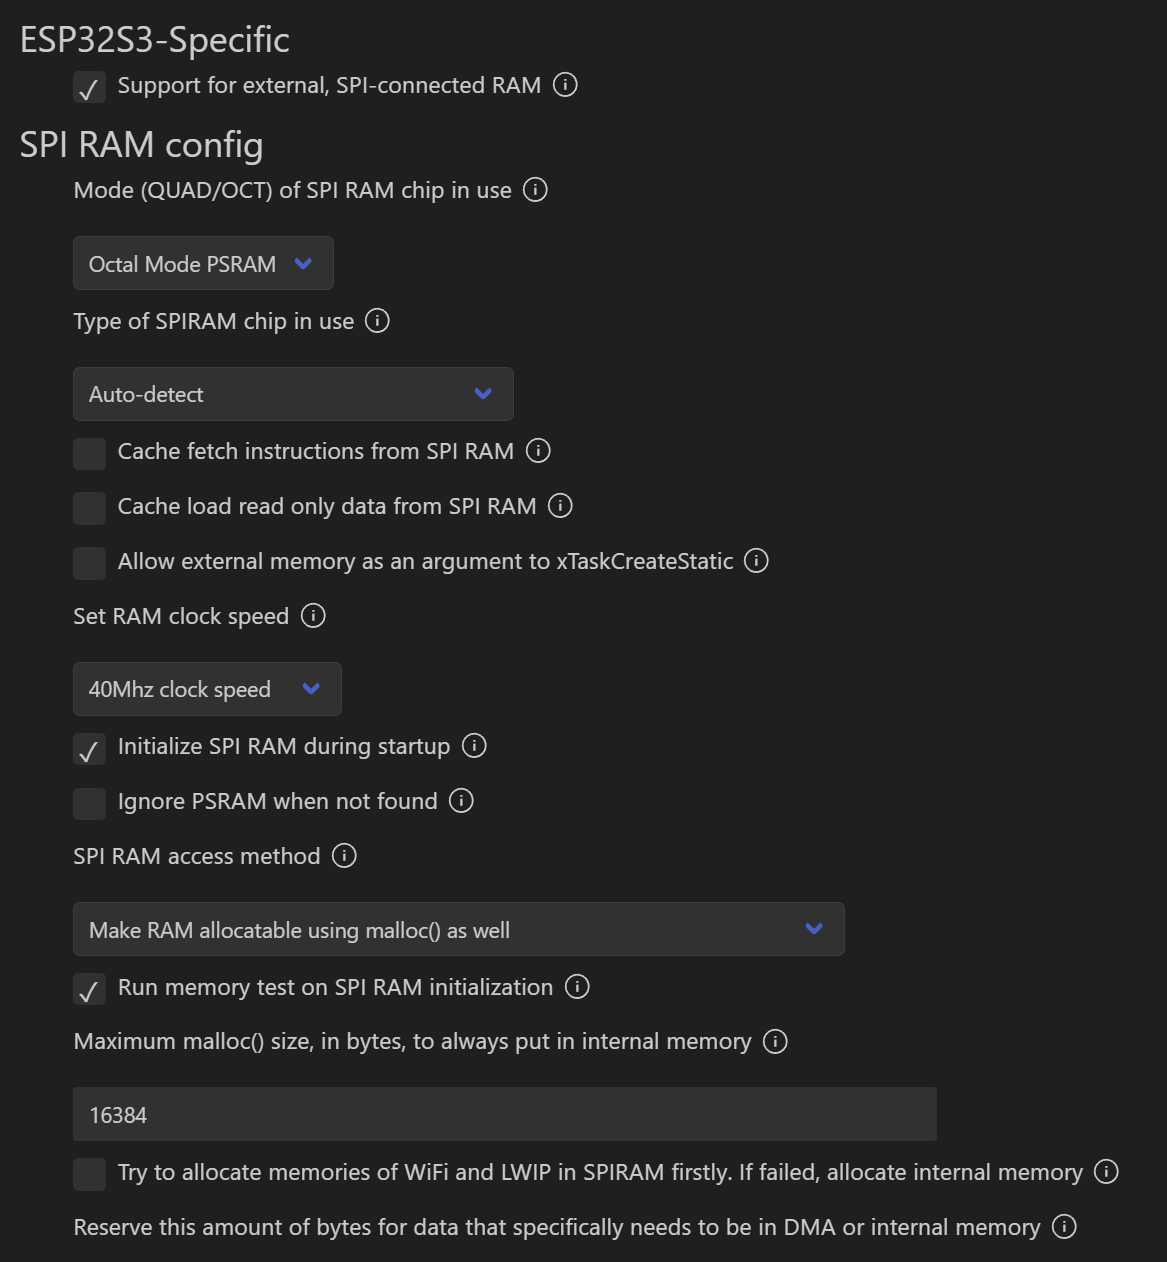 ESP32S3-Specific
Support for external, SPI-connected RAM
SPI RAM config
Mode (QUAD/OCT) of SPI RAM chip in use
Octal Mode PSRAM
Type of SPIRAM chip in use
Auto-detect
Cache fetch instructions from SPI RAM
Cache load read only data from SPI RAM
Allow external memory as an argument to xTaskCreateStatic
Set RAM clock speed
40Mhz clock speed
Initialize SPI RAM during startup
Ignore PSRAM when not found
SPI RAM access method
Make RAM allocatable using malloc() as well
Run memory test on SPI RAM initialization
Maximum malloc() size, in bytes, to always put in internal memory
16384
Try to allocate memories of WiFi and LWIP in SPIRAM firstly. If failed, allocate internal memory
Reserve this amount of bytes for data that specifically needs to be in DMA or internal memory